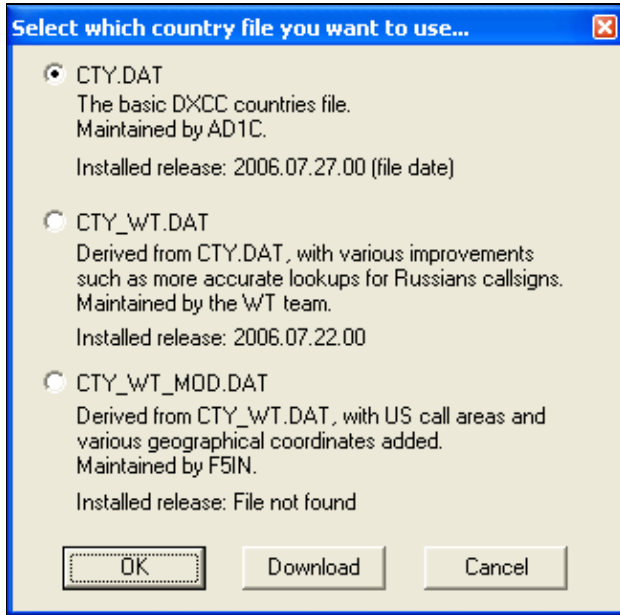 Select which country file you want to use...
CTY.DAT
The basic DXCC countries file.
Maintained by AD1C.
Installed release: 2006.07.27.00 (file date)
CTY_WT.DAT
Derived from CTY.DAT, with various improvements
such as more accurate lookups for Russians callsigns.
Maintained by the WT team.
Installed release: 2006.07.22.00
CTY_WT_MOD.DAT
Derived from CTY_WT.DAT, with US call areas and
various geographical coordinates added.
Maintained by F5IN.
Installed release: File not found
OK Download Cancel